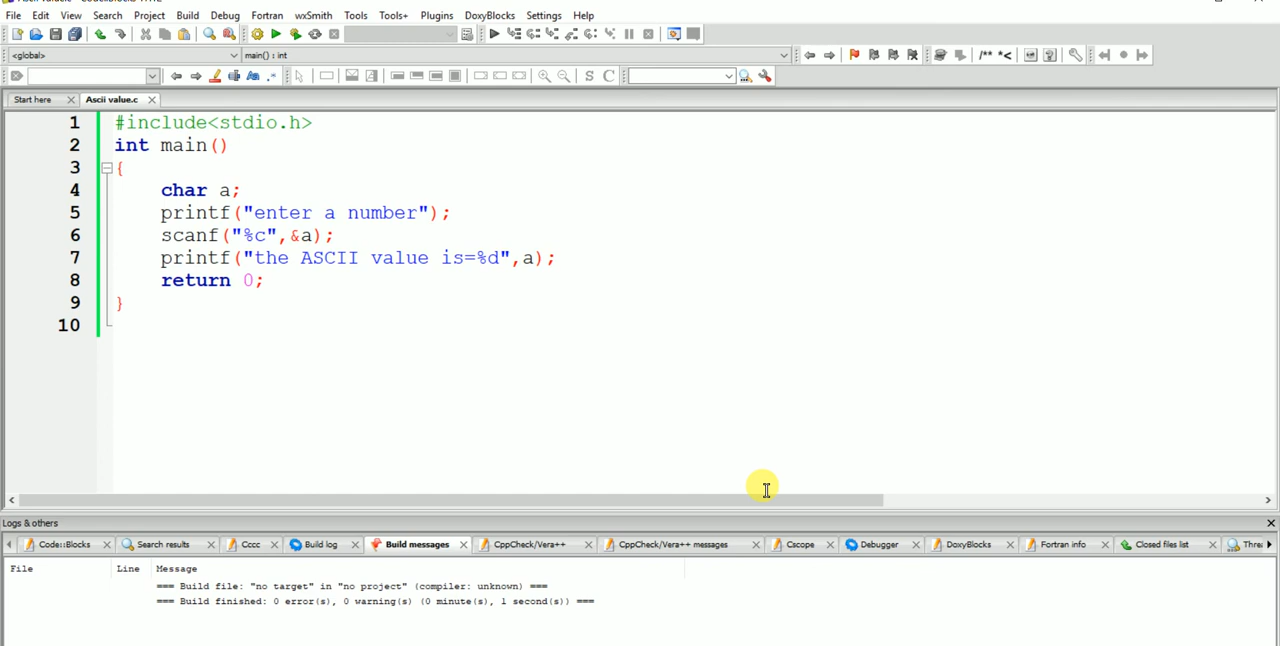 File Edit View Search Project Build Debug Fortran wxSmith Tools Tools+ Plugins DoxyBlocks Settings Help
<global> main() : int
/** *<
S C
Start here Ascii value.c
1 #include<stdio.h>
2 int main()
3 {
4 char a;
5 printf("enter a number");
6 scanf("%c",&a);
7 printf("the ASCII value is=%d",a);
8 return 0;
9 }
10
Logs & others
Code::Blocks Search results Cccc Build log Build messages CppCheck/Vera++ CppCheck/Vera++ messages Cscope Debugger DoxyBlocks Fortran info Closed files list
File Line Message
=== Build file: "no target" in "no project" (compiler: unknown) ===
=== Build finished: 0 error(s), 0 warning(s) (0 minute(s), 1 second(s)) ===